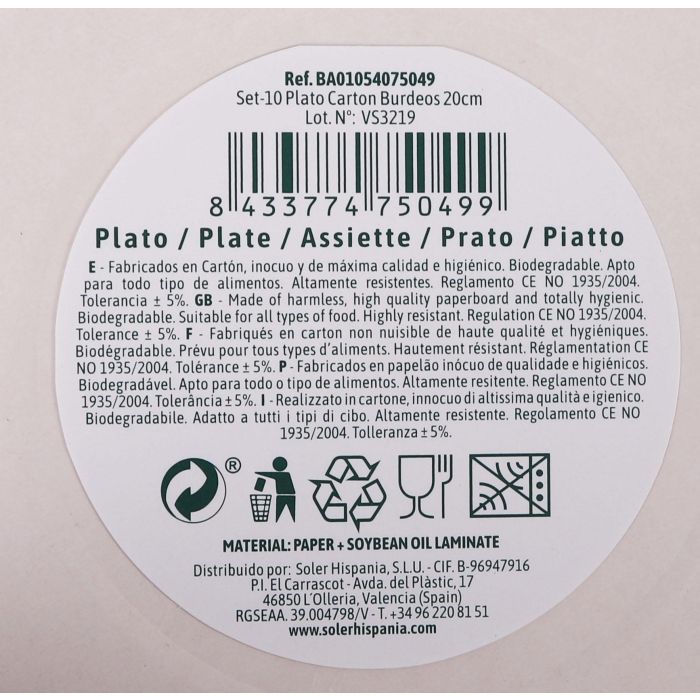 Ref. BA01054075049
Set-10 Plato Carton Burdeos 20cm
Lot. Nº: VS3219
8 433774 750499
Plato / Plate / Assiette / Prato / Piatto
E - Fabricados en Cartón, inocuo y de máxima calidad e higiénico. Biodegradable. Apto
para todo tipo de alimentos. Altamente resistentes. Reglamento CE NO 1935/2004.
Tolerancia ± 5%. GB - Made of harmless, high quality paperboard and totally hygienic.
Biodegradable. Suitable for all types of food. Highly resistant. Regulation CE NO 1935/2004.
Tolerance ± 5%. F - Fabriqués en carton non nuisible de haute qualité et hygiéniques.
Biodégradable. Prévu pour tous types d'aliments. Hautement résistant. Réglamentation CE
NO 1935/2004. Tolérance ± 5%. P - Fabricados en papelão inócuo de qualidade e higiénicos.
Biodegradável. Apto para todo o tipo de alimentos. Altamente resitente. Reglamento CE NO
1935/2004. Tolerância ± 5%. I - Realizzato in cartone, innocuo di altissima qualità e igienico.
Biodegradabile. Adatto a tutti i tipi di cibo. Altamente resistente. Regolamento CE NO
1935/2004. Tolleranza ± 5%.
®
MATERIAL: PAPER + SOYBEAN OIL LAMINATE
Distribuido por: Soler Hispania, S.L.U. - CIF. B-96947916
P.I. El Carrascot - Avda. del Plàstic, 17
46850 L'Olleria, Valencia (Spain)
RGSEAA. 39.004798/V - T. +34 96 220 81 51
www.solerhispania.com